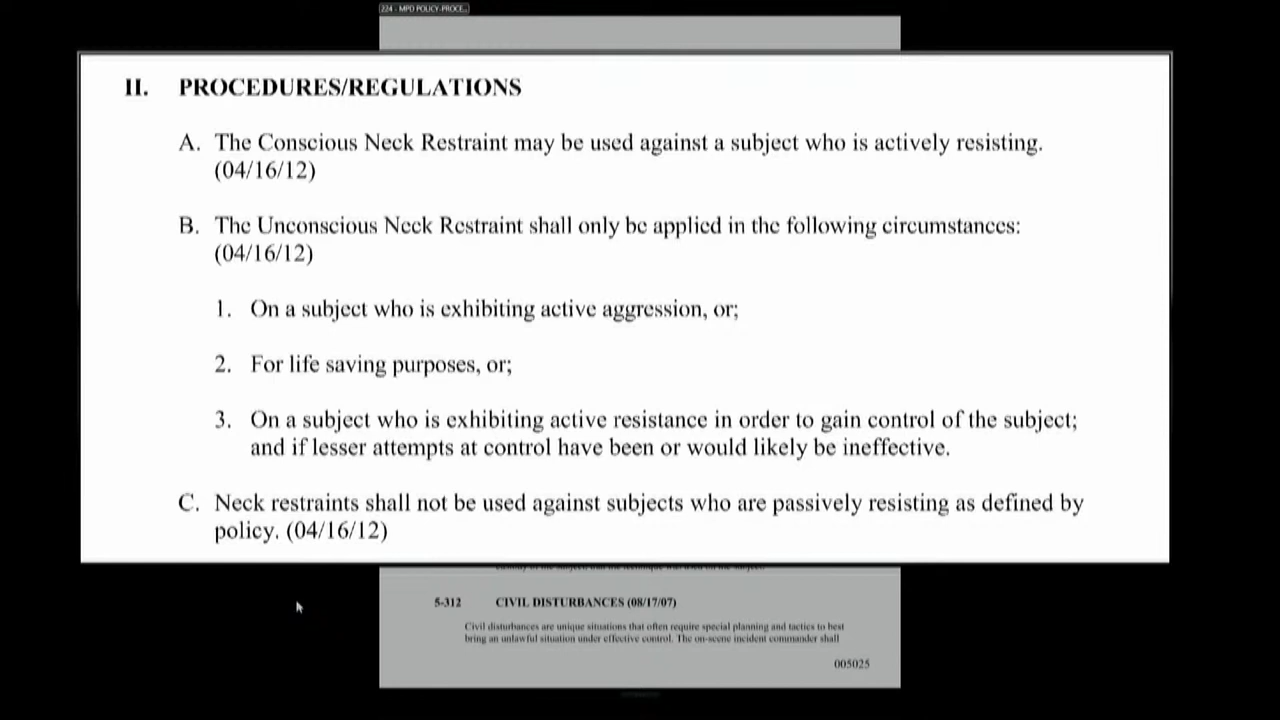 224 - MPD POLICY-PROCE...
II. PROCEDURES/REGULATIONS
A. The Conscious Neck Restraint may be used against a subject who is actively resisting.
(04/16/12)
B. The Unconscious Neck Restraint shall only be applied in the following circumstances:
(04/16/12)
1. On a subject who is exhibiting active aggression, or;
2. For life saving purposes, or;
3. On a subject who is exhibiting active resistance in order to gain control of the subject;
and if lesser attempts at control have been or would likely be ineffective.
C. Neck restraints shall not be used against subjects who are passively resisting as defined by
policy. (04/16/12)
5-312 CIVIL DISTURBANCES (08/17/07)
Civil disturbances are unique situations that often require special planning and tactics to best
bring an unlawful situation under effective control. The on-scene incident commander shall
005025